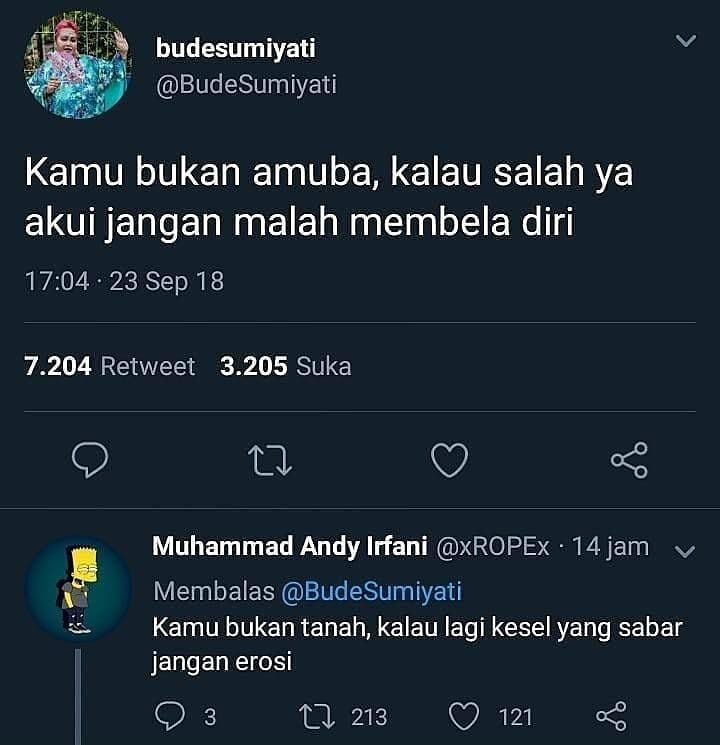 budesumiyati
@BudeSumiyati
Kamu bukan amuba, kalau salah ya
akui jangan malah membela diri
17:04 · 23 Sep 18
7.204 Retweet 3.205 Suka
Muhammad Andy Irfani @xROPEx · 14 jam
Membalas @BudeSumiyati
Kamu bukan tanah, kalau lagi kesel yang sabar
jangan erosi
3 213 121